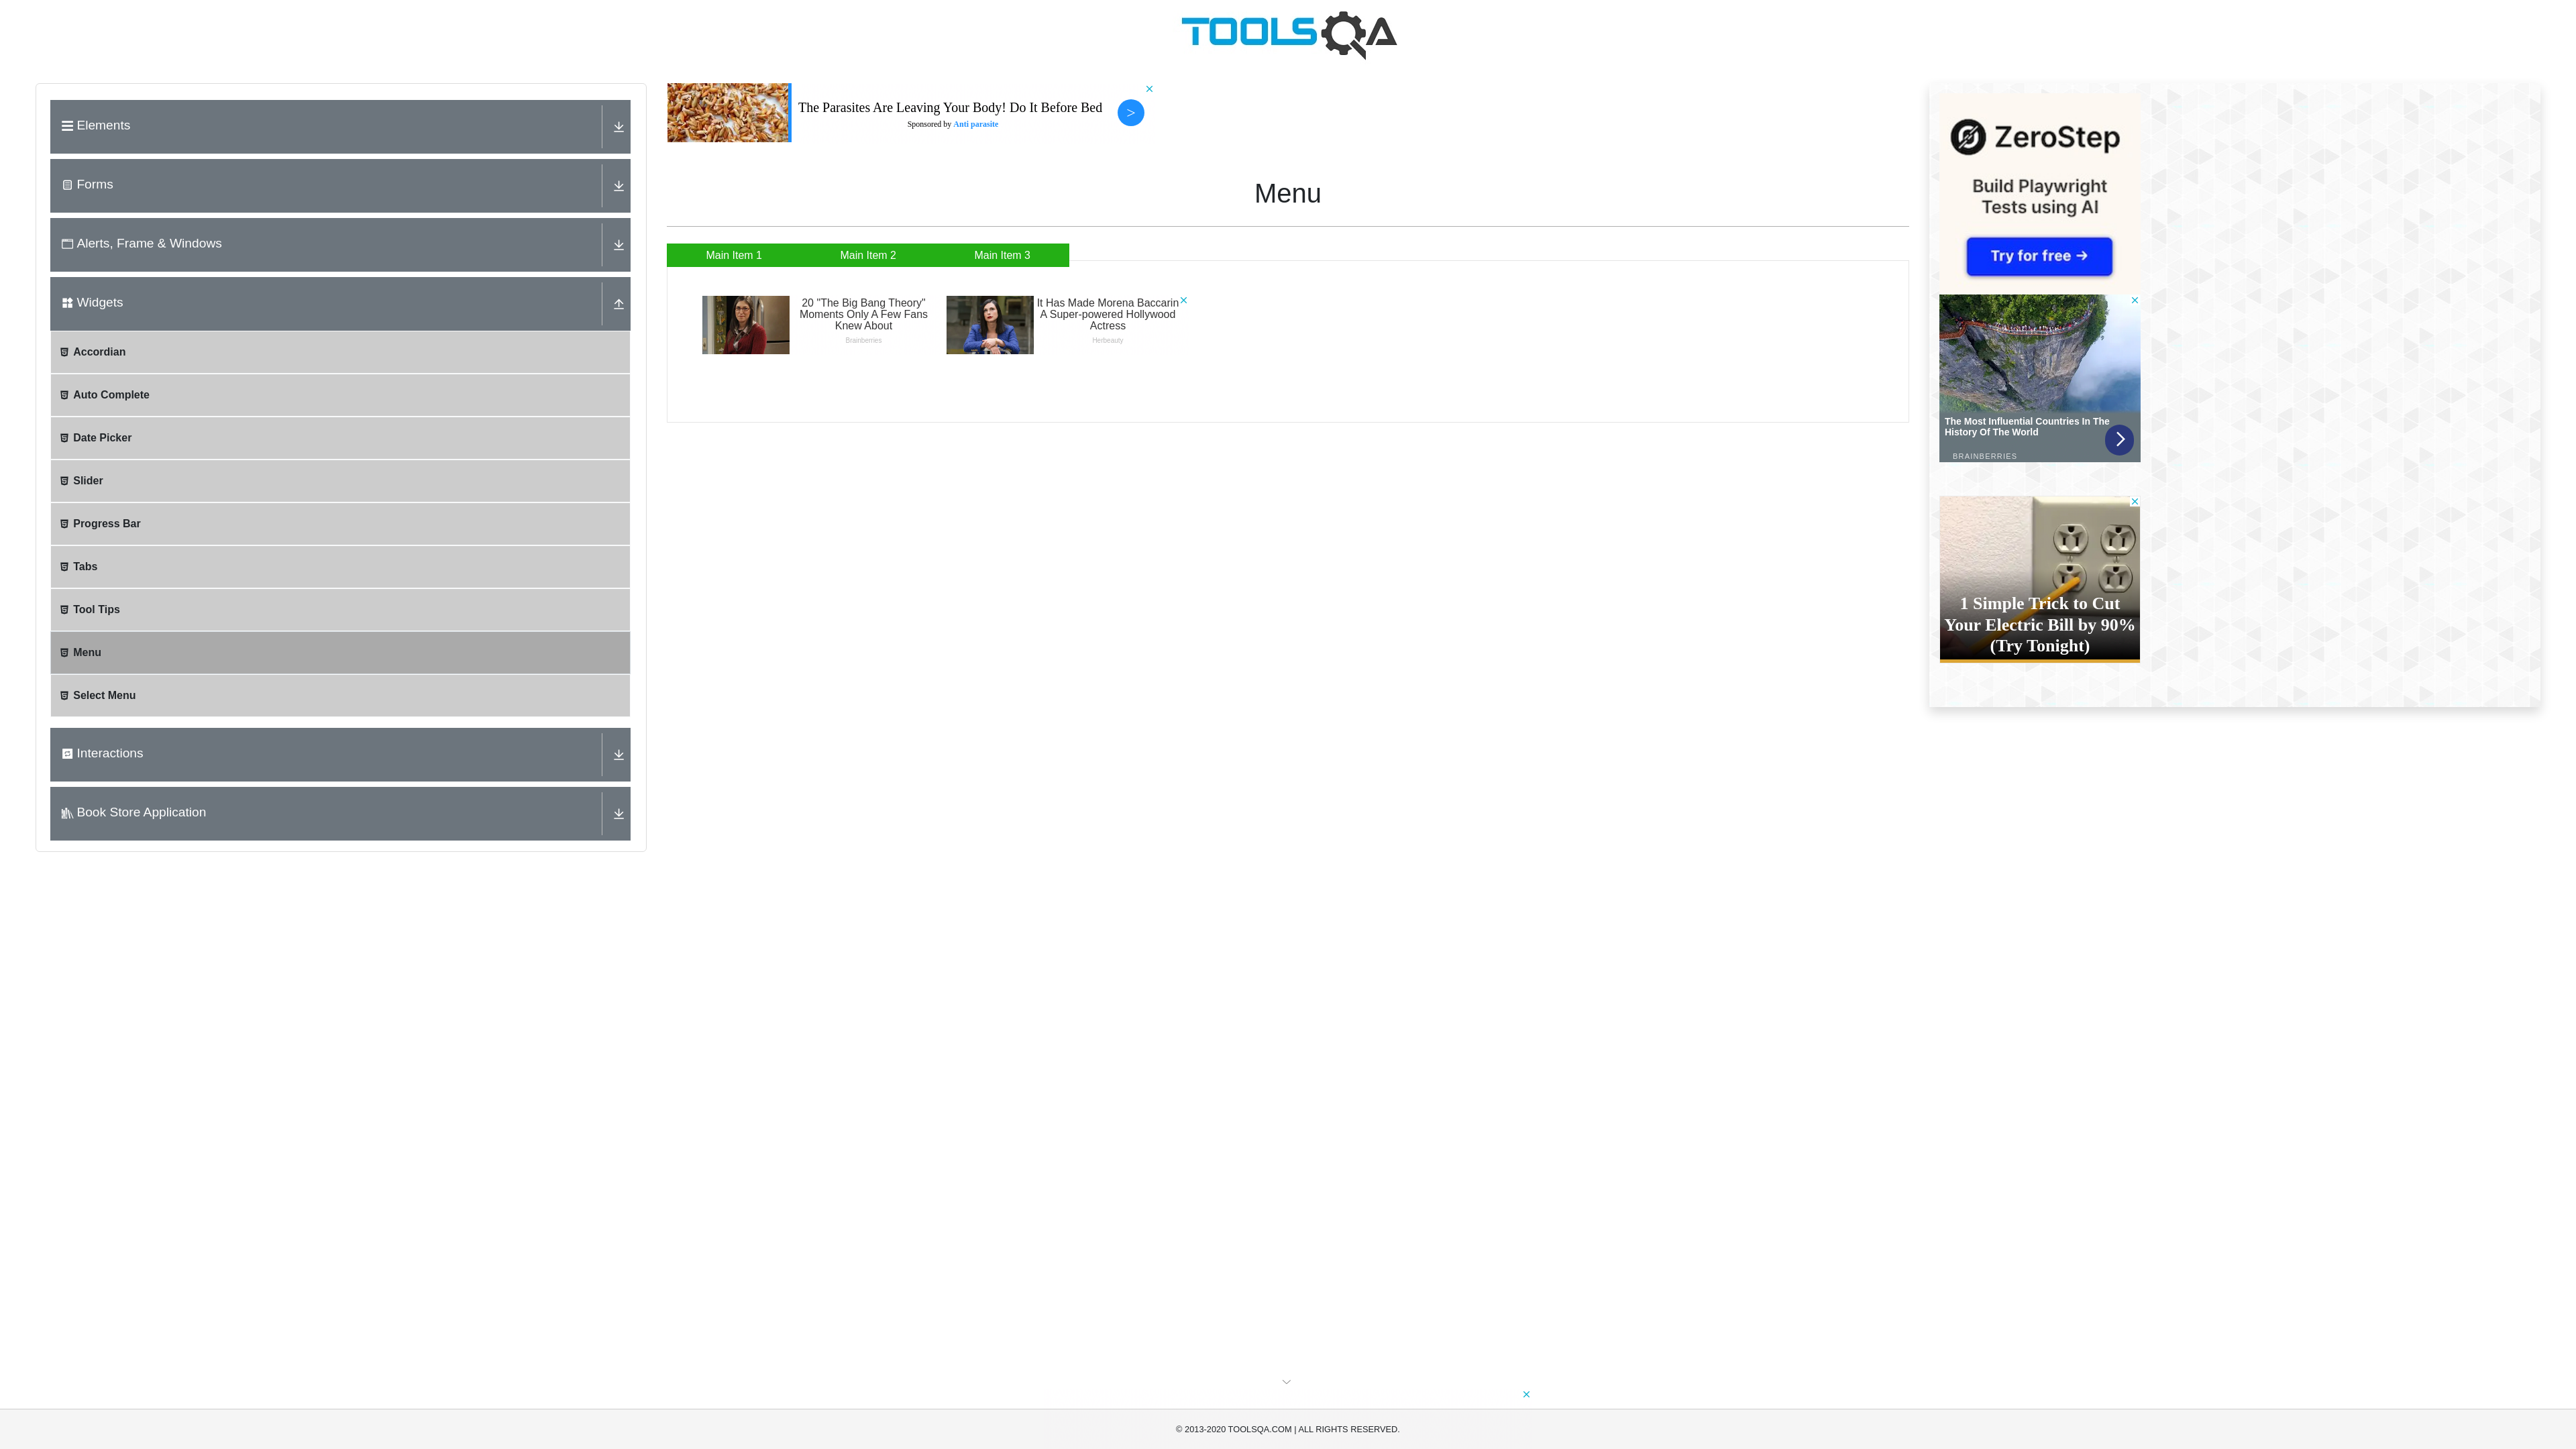 TOOLSQA
Elements
Forms
Alerts, Frame & Windows
Widgets
Accordian
Auto Complete
Date Picker
Slider
Progress Bar
Tabs
Tool Tips
Menu
Select Menu
Interactions
Book Store Application
The Parasites Are Leaving Your Body! Do It Before Bed
Sponsored by Anti parasite
>
Menu
Main Item 1
Main Item 2
Main Item 3
20 "The Big Bang Theory"
Moments Only A Few Fans
Knew About
Brainberries
It Has Made Morena Baccarin
A Super-powered Hollywood
Actress
Herbeauty
ZeroStep
Build Playwright
Tests using AI
Try for free →
The Most Influential Countries In The
History Of The World
BRAINBERRIES
1 Simple Trick to Cut
Your Electric Bill by 90%
(Try Tonight)
© 2013-2020 TOOLSQA.COM | ALL RIGHTS RESERVED.